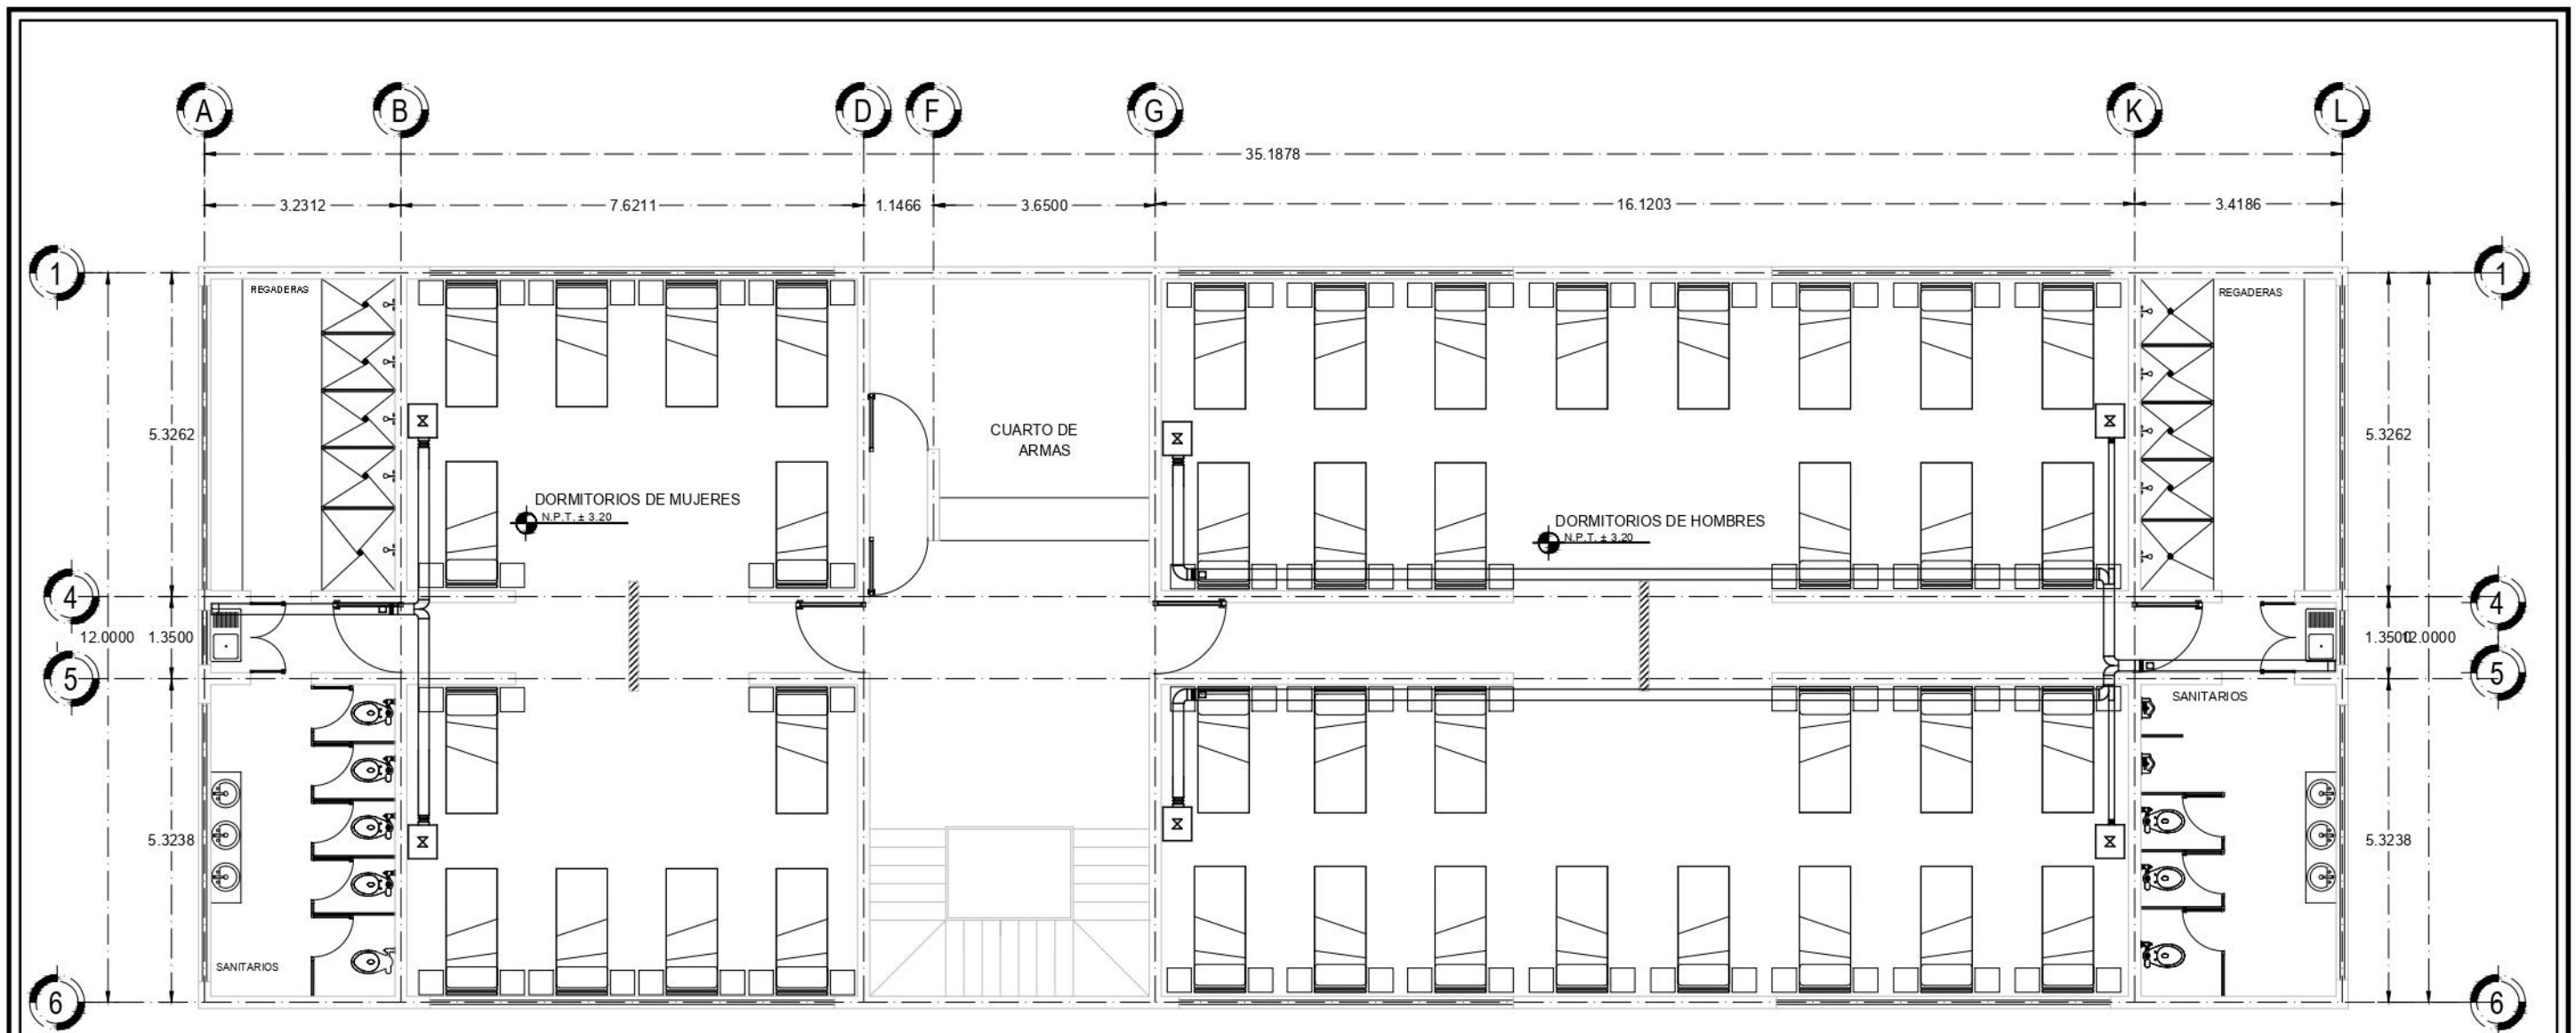 A B D F G K L
35.1878
3.2312 7.6211 1.1466 3.6500 16.1203 3.4186
1 1
REGADERAS REGADERAS
5.3262 CUARTO DE 5.3262
ARMAS
DORMITORIOS DE MUJERES
N.P.T. ± 3.20
DORMITORIOS DE HOMBRES
N.P.T. ± 3.20
4 4
12.0000 1.3500 1.3500 12.0000
5 5
SANITARIOS
5.3238 5.3238
SANITARIOS
6 6